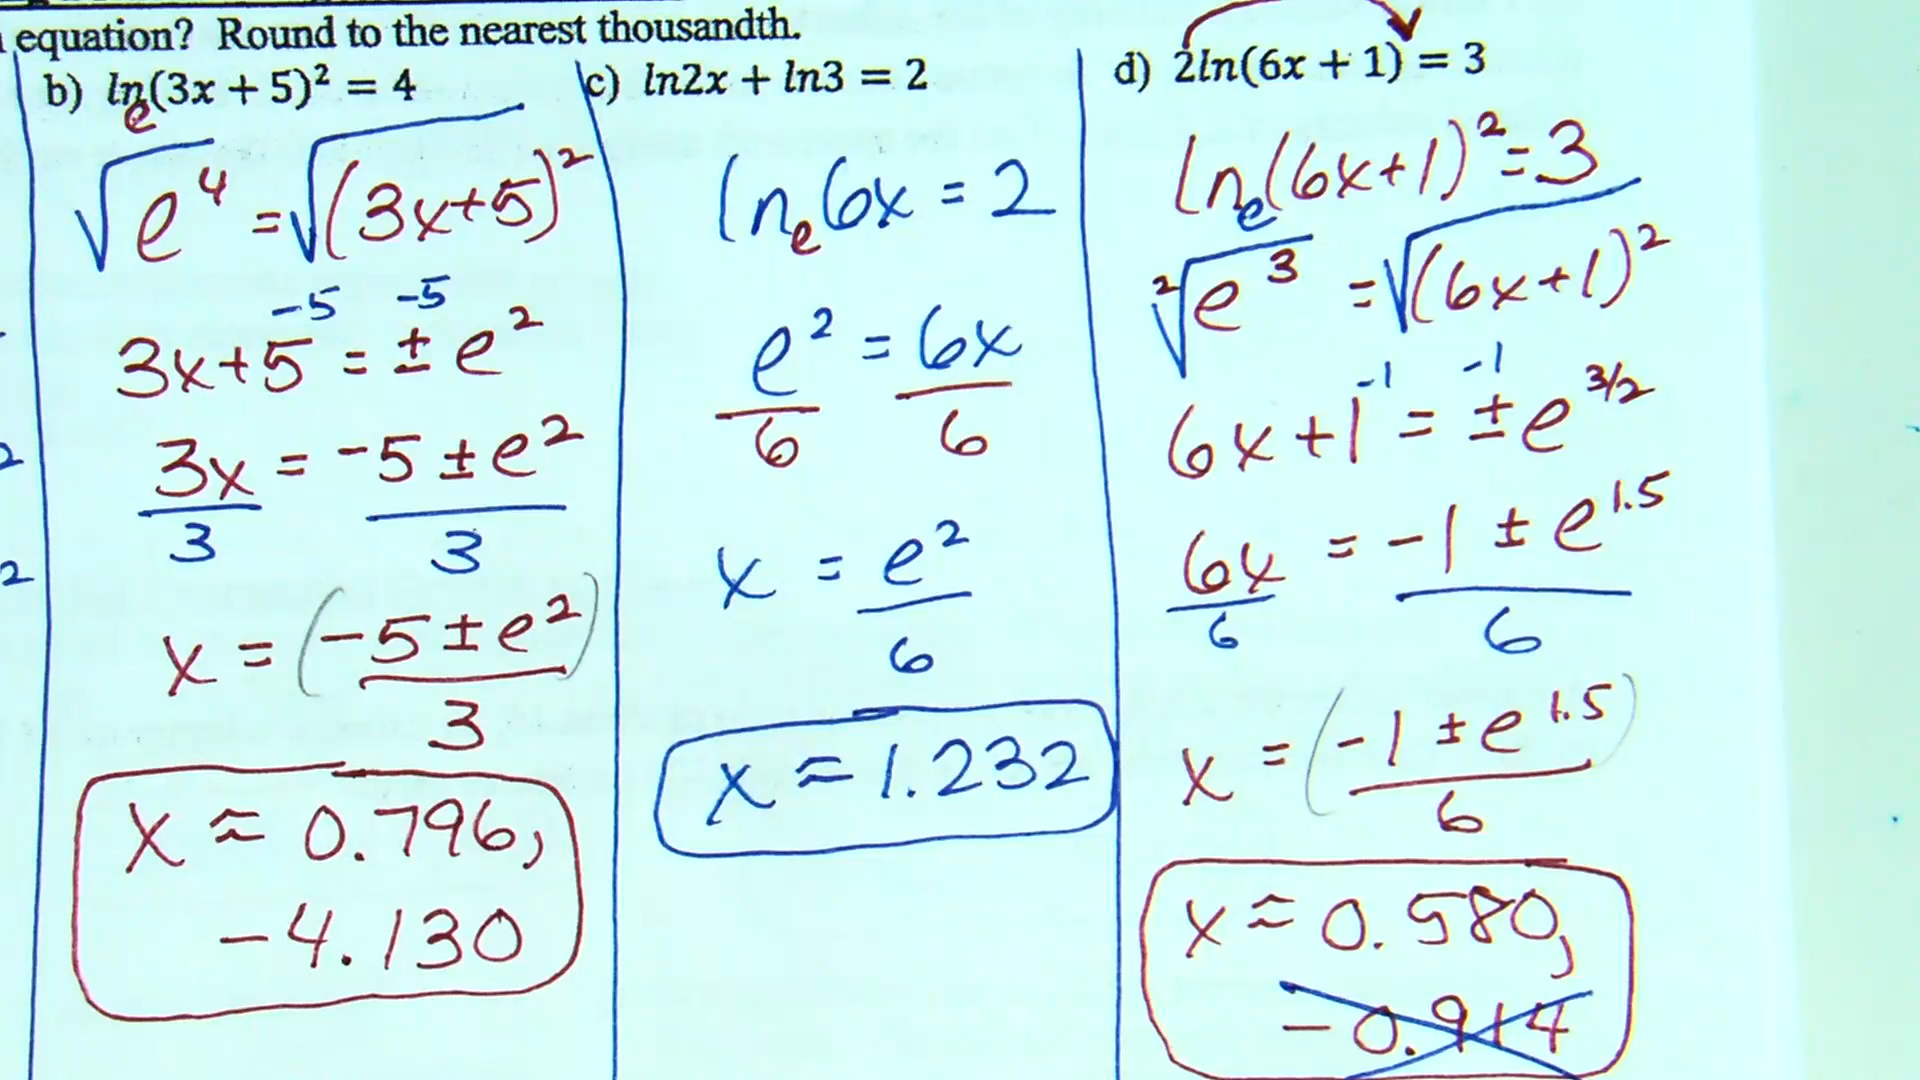 equation? Round to the nearest thousandth.
b) ln(3x + 5)² = 4
e
√e⁴ = √(3x+5)²
-5 -5
3x+5 = ±e²
3x = -5 ± e²
3 3
x = (-5 ± e²)
3
x ≈ 0.796,
-4.130
c) ln2x + ln3 = 2
lnₑ6x = 2
e² = 6x
6 6
x = e²
6
x ≈ 1.232
d) 2ln(6x + 1) = 3
lnₑ(6x+1)² = 3
²√e³ = √(6x+1)²
-1 -1
6x+1 = ±e^3/2
6x = -1 ± e^1.5
6 6
x = (-1 ± e^1.5)
6
x ≈ 0.580,
-0.914
2
2